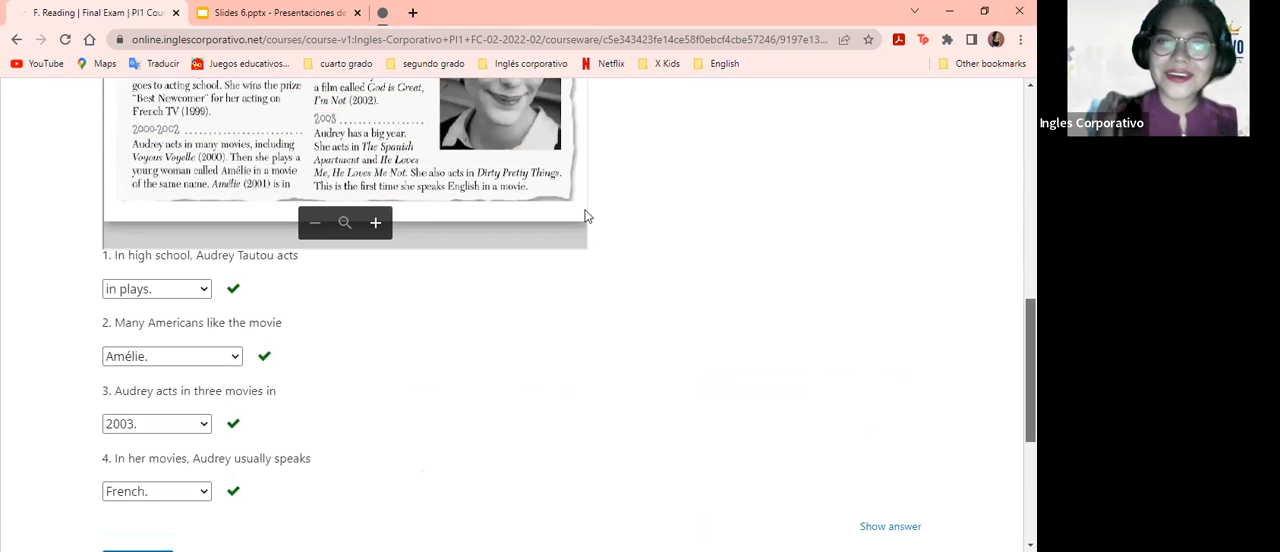 F. Reading | Final Exam | PI1 Cou
Slides 6.pptx - Presentaciones de
online.inglescorporativo.net/courses/course-v1:Ingles-Corporativo+PI1+FC-02-2022-02/courseware/c5e343423fe14ce58f0ebcf4cbe57246/9197e13...
YouTube
Maps
Traducir
Juegos educativos...
cuarto grado
segundo grado
Inglés corporativo
Netflix
X Kids
English
Other bookmarks
goes to acting school. She wins the prize
"Best Newcomer" for her acting on
French TV (1999).
2000-2002
Audrey acts in many movies, including
Voyous Voyelle (2000). Then she plays a
young woman called Amélie in a movie
of the same name. Amélie (2001) is in
a film called God is Great,
I'm Not (2002).
2003
Audrey has a big year.
She acts in The Spanish
Apartment and He Loves
Me, He Loves Me Not. She also acts in Dirty Pretty Things.
This is the first time she speaks English in a movie.
1. In high school, Audrey Tautou acts
in plays.
2. Many Americans like the movie
Amélie.
3. Audrey acts in three movies in
2003.
4. In her movies, Audrey usually speaks
French.
Show answer
Ingles Corporativo